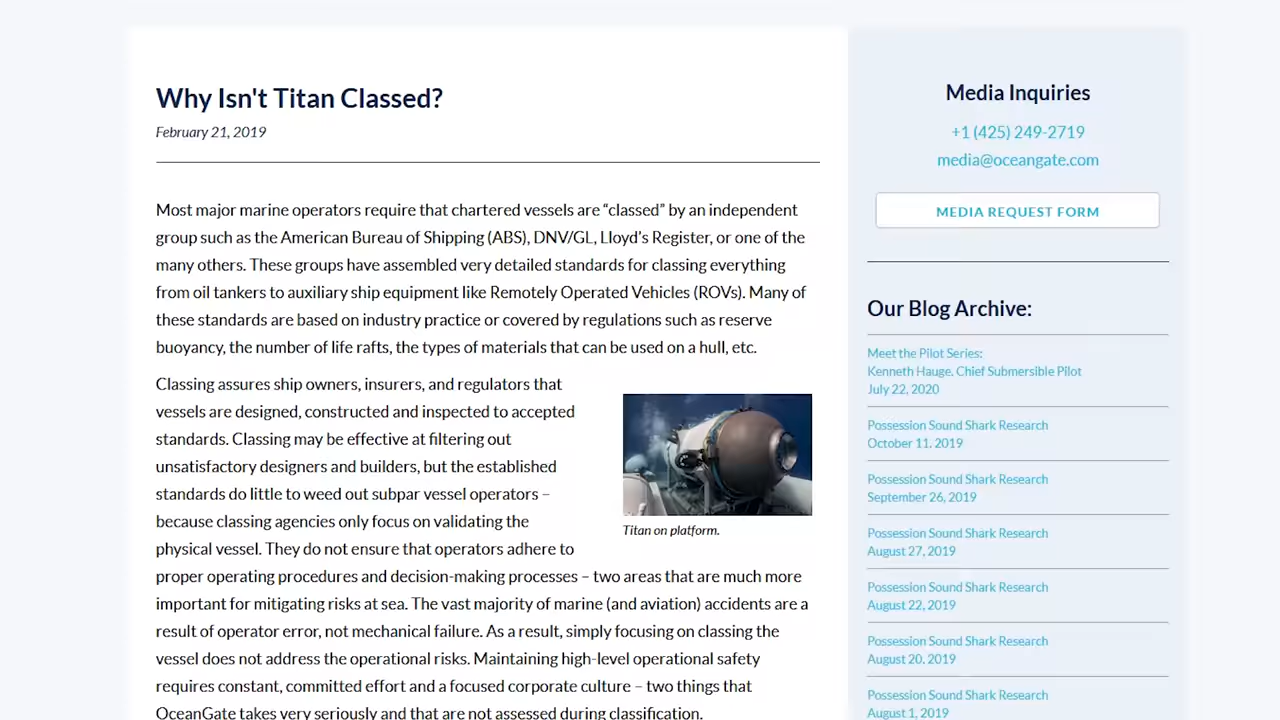 Why Isn't Titan Classed?
February 21, 2019
Most major marine operators require that chartered vessels are “classed” by an independent
group such as the American Bureau of Shipping (ABS), DNV/GL, Lloyd’s Register, or one of the
many others. These groups have assembled very detailed standards for classing everything
from oil tankers to auxiliary ship equipment like Remotely Operated Vehicles (ROVs). Many of
these standards are based on industry practice or covered by regulations such as reserve
buoyancy, the number of life rafts, the types of materials that can be used on a hull, etc.
Classing assures ship owners, insurers, and regulators that
vessels are designed, constructed and inspected to accepted
standards. Classing may be effective at filtering out
unsatisfactory designers and builders, but the established
standards do little to weed out subpar vessel operators –
because classing agencies only focus on validating the
physical vessel. They do not ensure that operators adhere to
proper operating procedures and decision-making processes – two areas that are much more
important for mitigating risks at sea. The vast majority of marine (and aviation) accidents are a
result of operator error, not mechanical failure. As a result, simply focusing on classing the
vessel does not address the operational risks. Maintaining high-level operational safety
requires constant, committed effort and a focused corporate culture – two things that
OceanGate takes very seriously and that are not assessed during classification.
Titan on platform.
Media Inquiries
+1 (425) 249-2719
media@oceangate.com
MEDIA REQUEST FORM
Our Blog Archive:
Meet the Pilot Series:
Kenneth Hauge, Chief Submersible Pilot
July 22, 2020
Possession Sound Shark Research
October 11, 2019
Possession Sound Shark Research
September 26, 2019
Possession Sound Shark Research
August 27, 2019
Possession Sound Shark Research
August 22, 2019
Possession Sound Shark Research
August 20, 2019
Possession Sound Shark Research
August 1, 2019